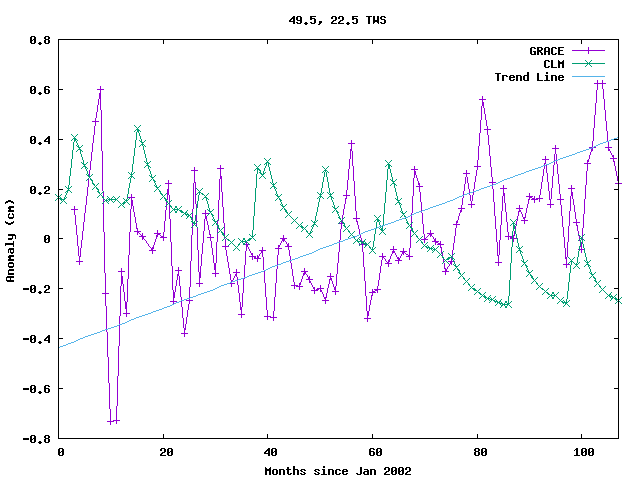 49.5, 22.5 TWS
GRACE
CLM
Trend Line
0.8
0.6
0.4
0.2
0
-0.2
-0.4
-0.6
-0.8
Anomaly (cm)
0 20 40 60 80 100
Months since Jan 2002